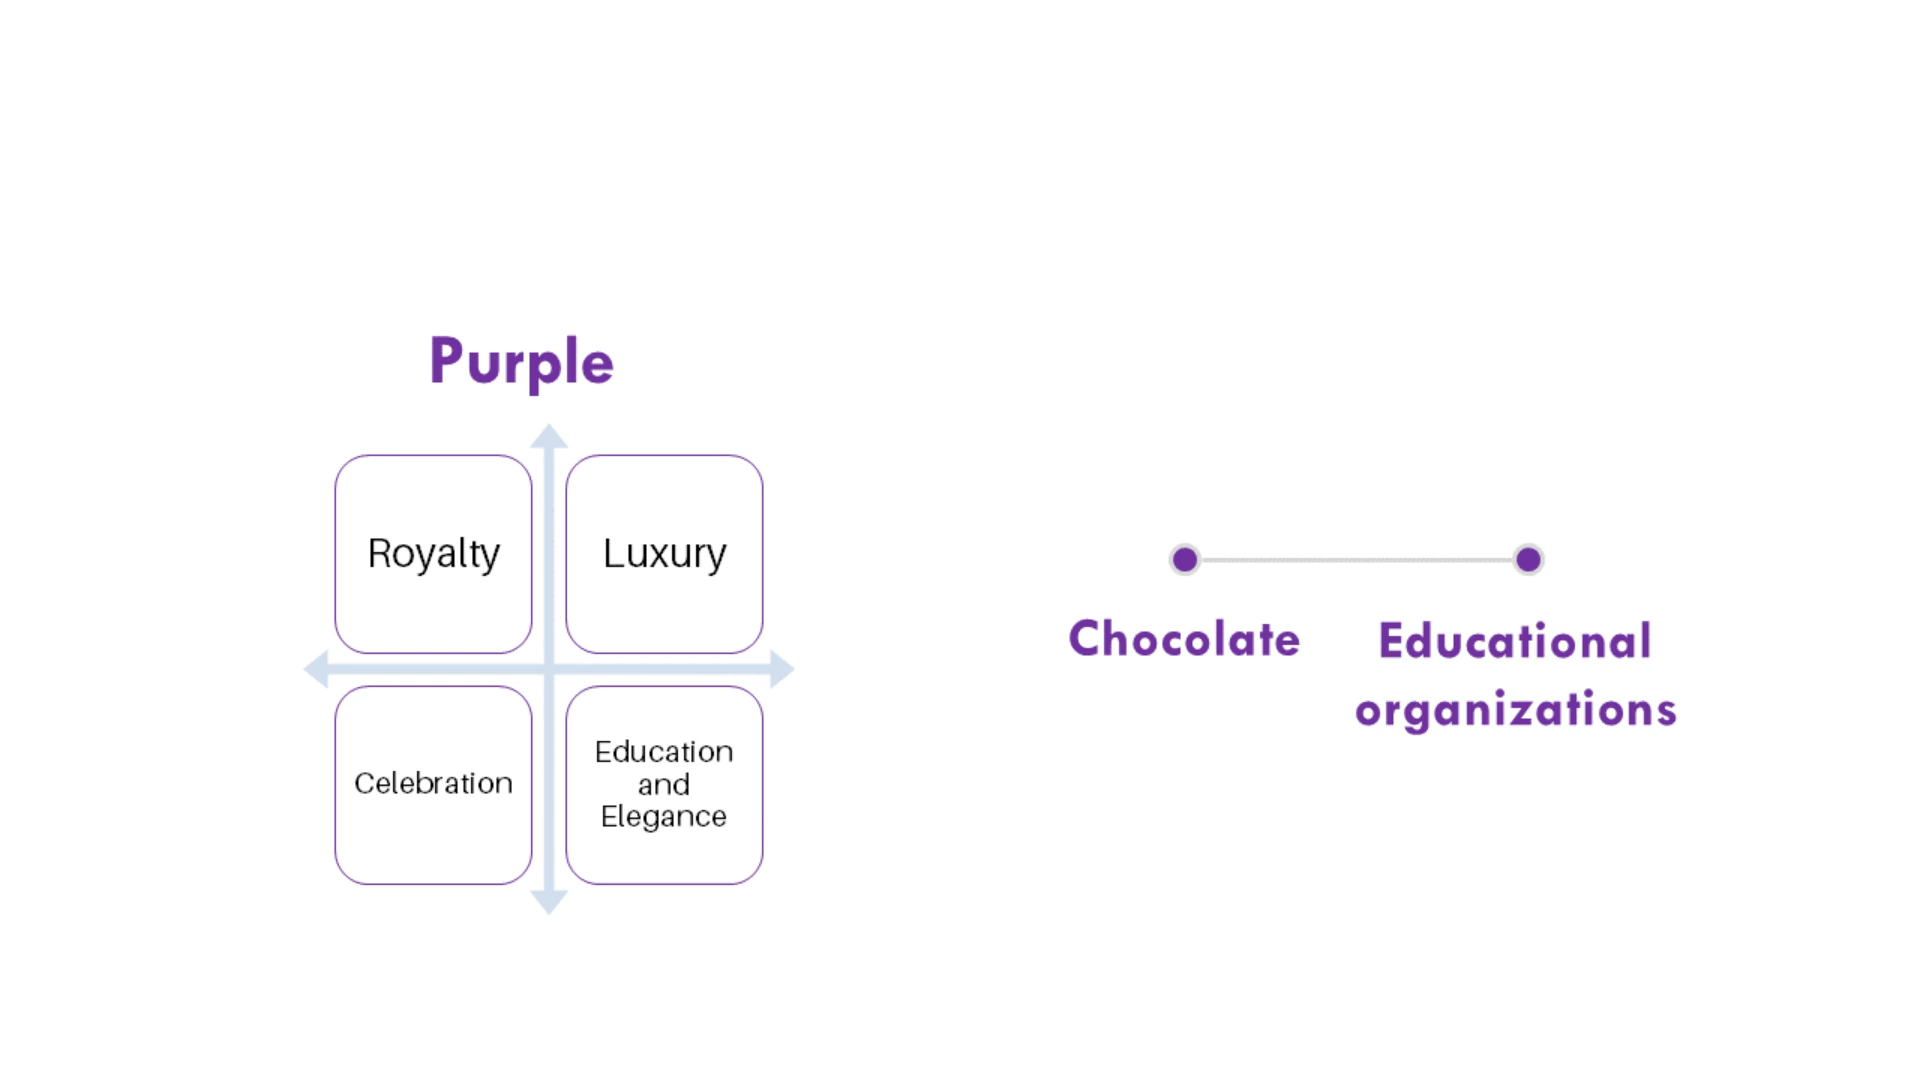 Purple
Royalty
Luxury
Celebration
Education
and
Elegance
Chocolate
Educational
organizations